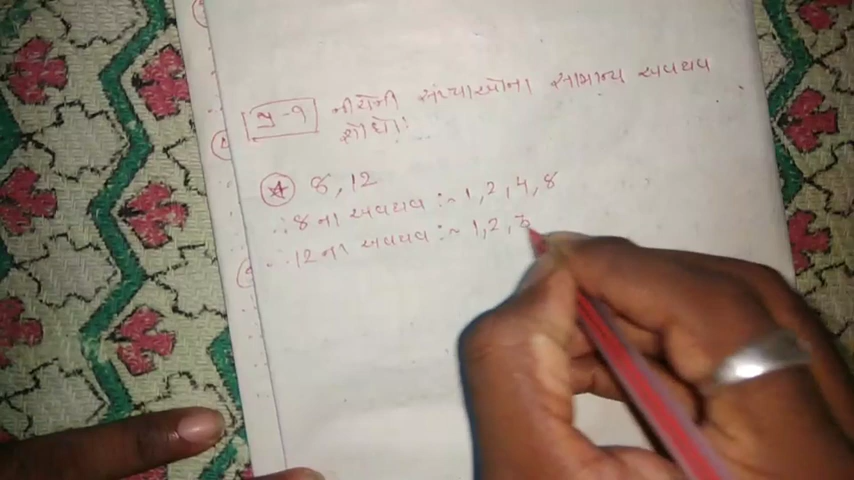 પ્ર-૧ નીચેની સંખ્યાઓના સામાન્ય અવયવ
શોધો:
8, 12
∴ 8 ના અવયવ :- 1, 2, 4, 8
∴ 12 ના અવયવ :- 1, 2, 3